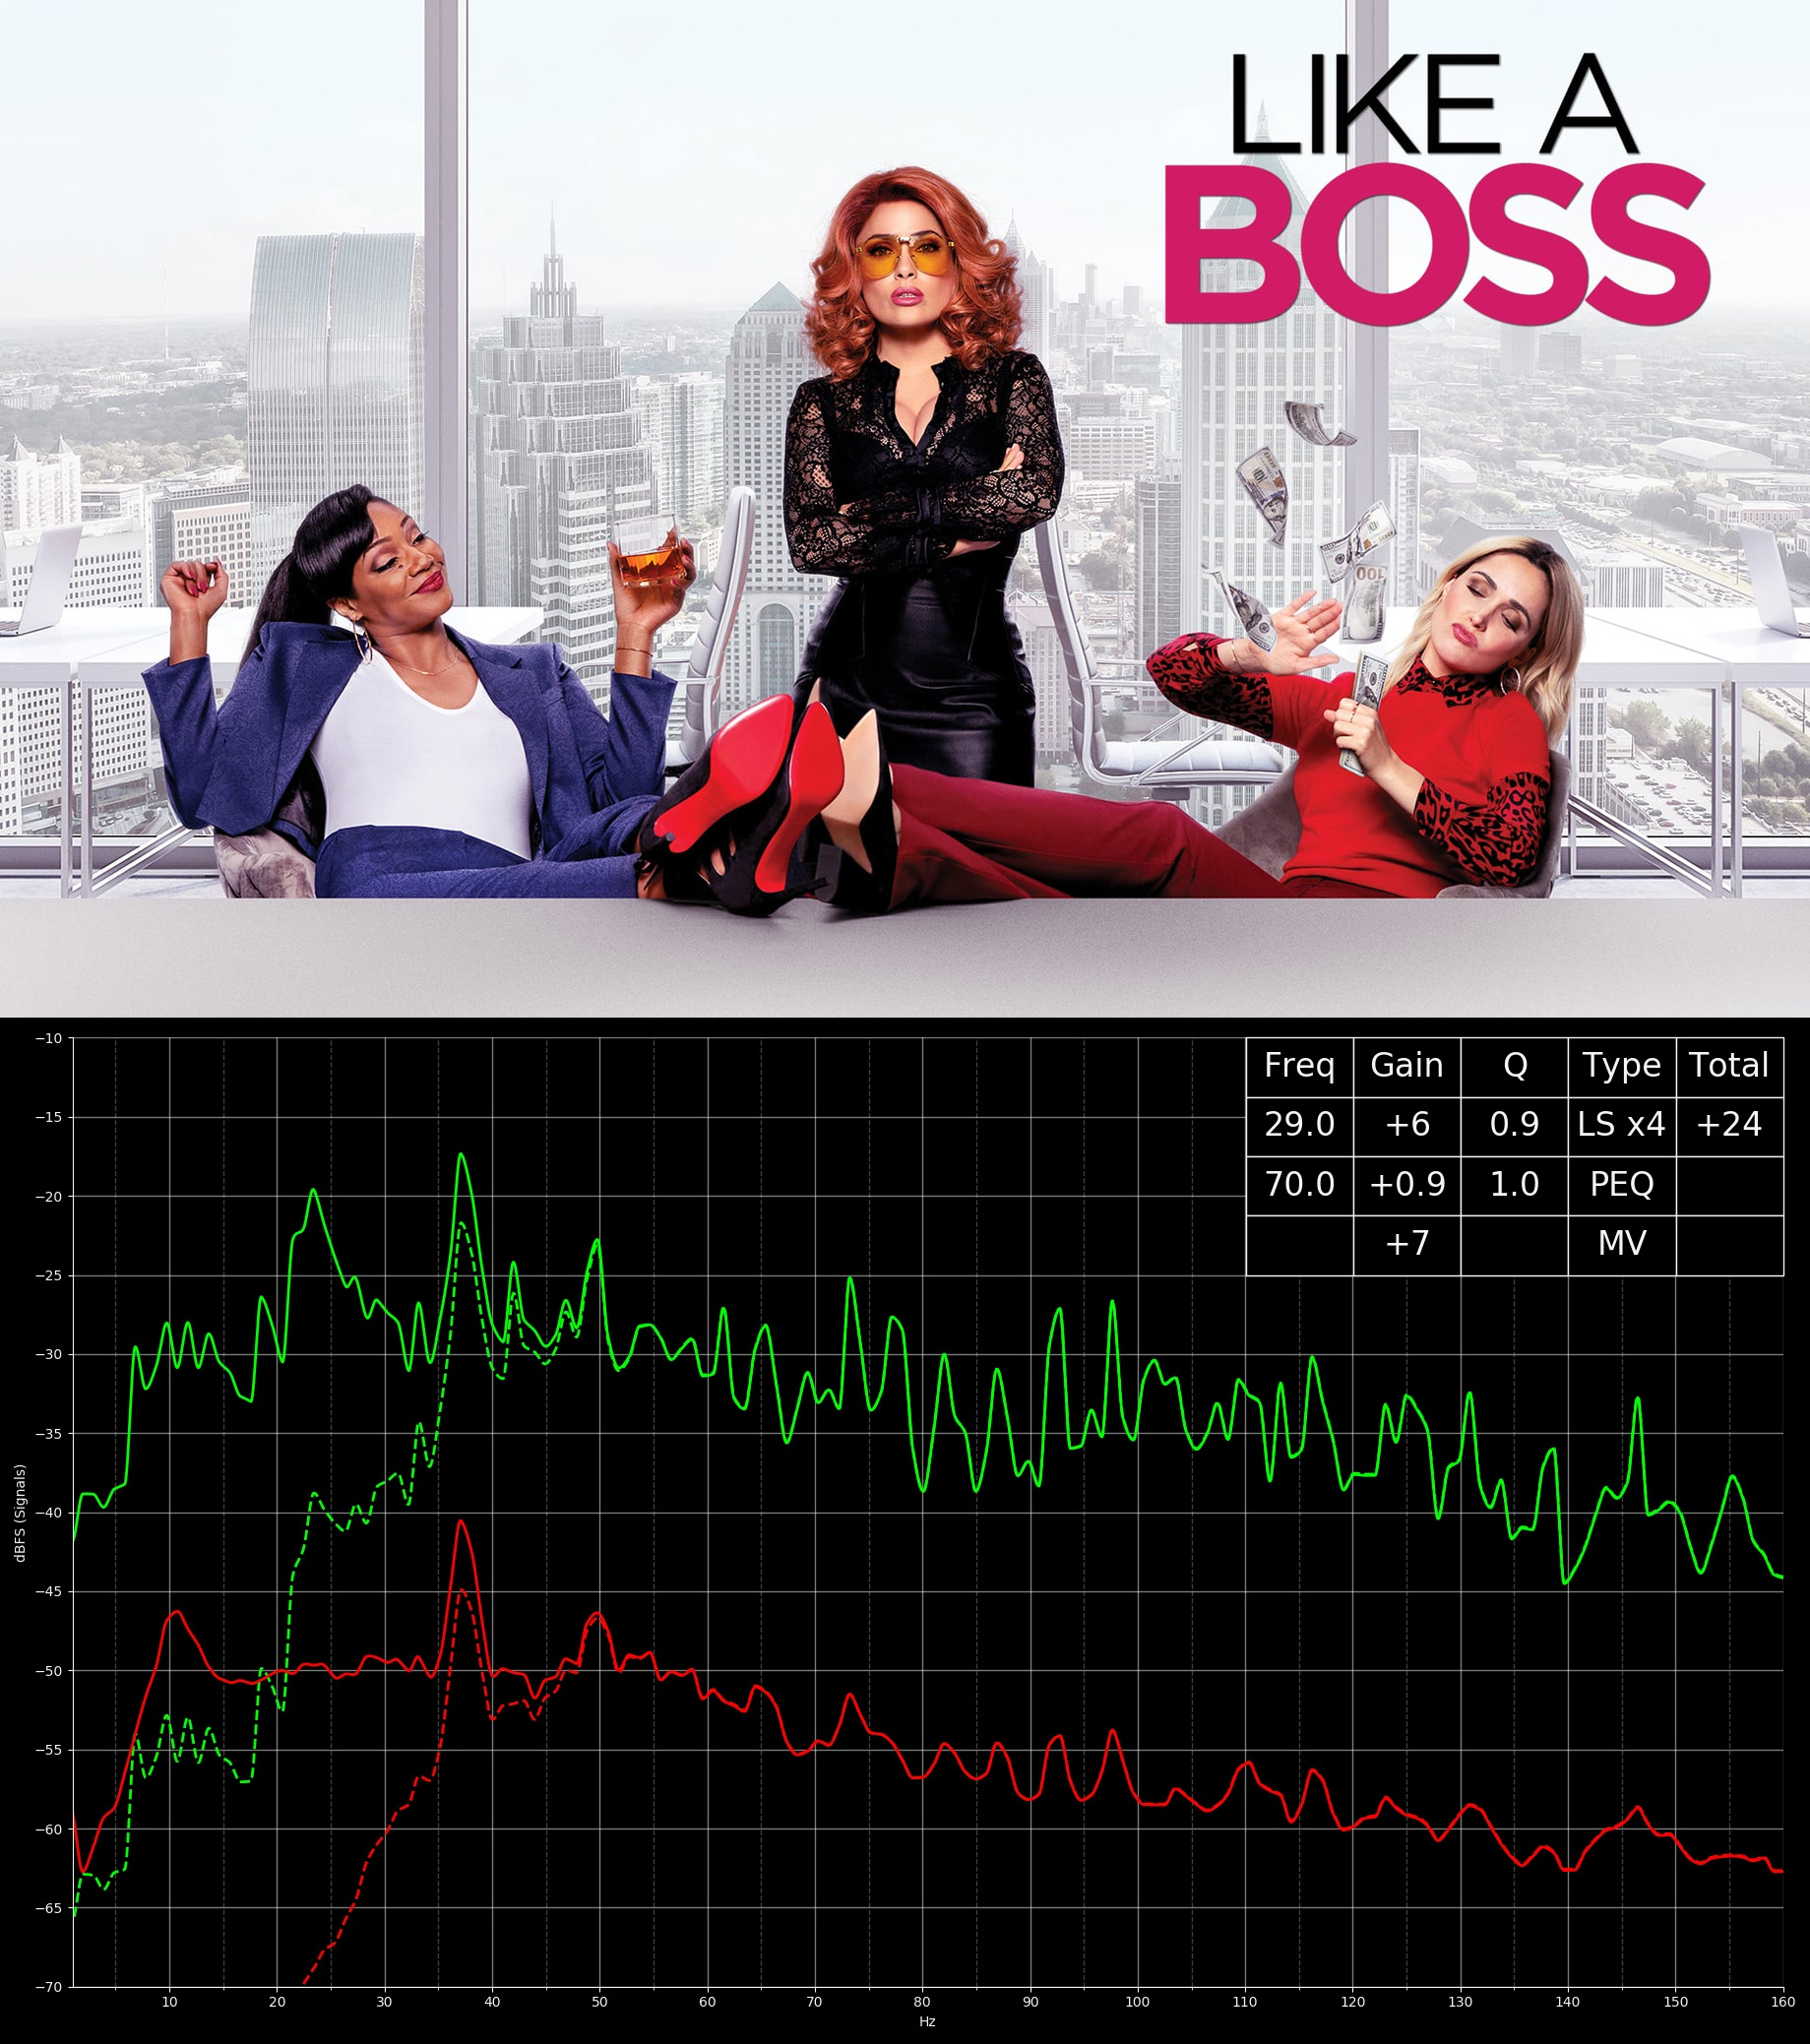 LIKE A
BOSS
100
Freq Gain Q Type Total
29.0 +6 0.9 LS x4 +24
70.0 +0.9 1.0 PEQ
+7 MV
−10
−15
−20
−25
−30
−35
−40
−45
−50
−55
−60
−65
−70
dBFS (Signals)
10 20 30 40 50 60 70 80 90 100 110 120 130 140 150 160
Hz